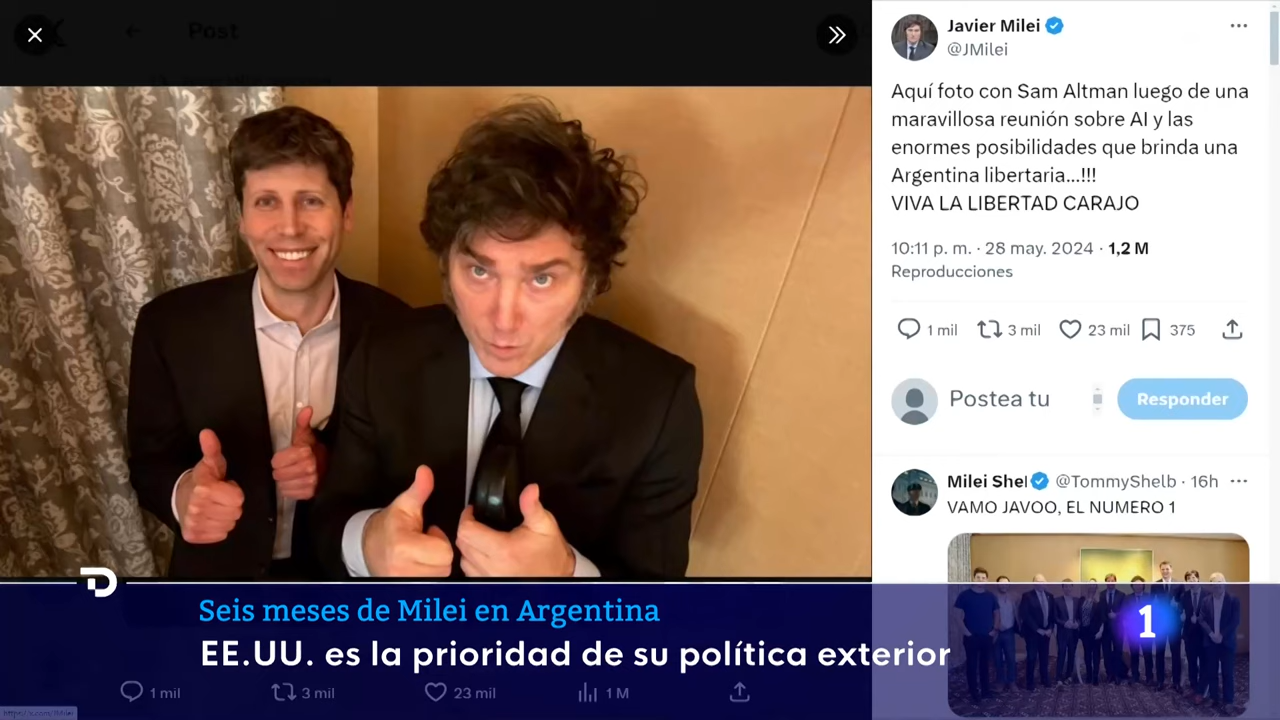 Post
Javier Milei
@JMilei
Aquí foto con Sam Altman luego de una
maravillosa reunión sobre AI y las
enormes posibilidades que brinda una
Argentina libertaria...!!!
VIVA LA LIBERTAD CARAJO
10:11 p. m. · 28 may. 2024 · 1,2 M
Reproducciones
1 mil 3 mil 23 mil 375
Postea tu
Responder
Milei Shel @TommyShelb · 16h
VAMO JAVOO, EL NUMERO 1
Seis meses de Milei en Argentina
EE.UU. es la prioridad de su política exterior
1
1 mil 3 mil 23 mil 1 M